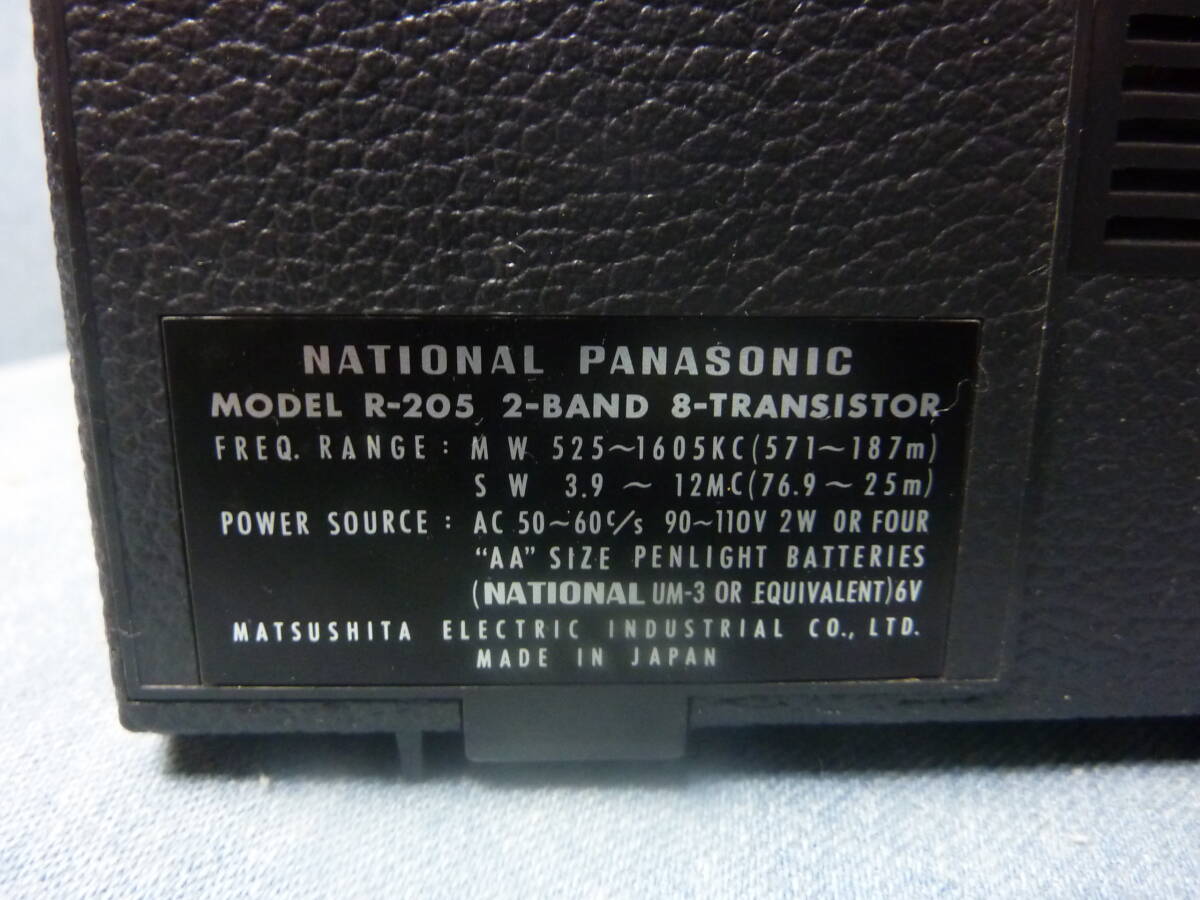 NATIONAL PANASONIC
MODEL R-205 2-BAND 8-TRANSISTOR
FREQ. RANGE : MW 525~1605KC(571~187m)
SW 3.9 ~ 12MC(76.9~25m)
POWER SOURCE : AC 50~60c/s 90~110V 2W OR FOUR
"AA" SIZE PENLIGHT BATTERIES
(NATIONAL UM-3 OR EQUIVALENT)6V
MATSUSHITA ELECTRIC INDUSTRIAL CO., LTD.
MADE IN JAPAN